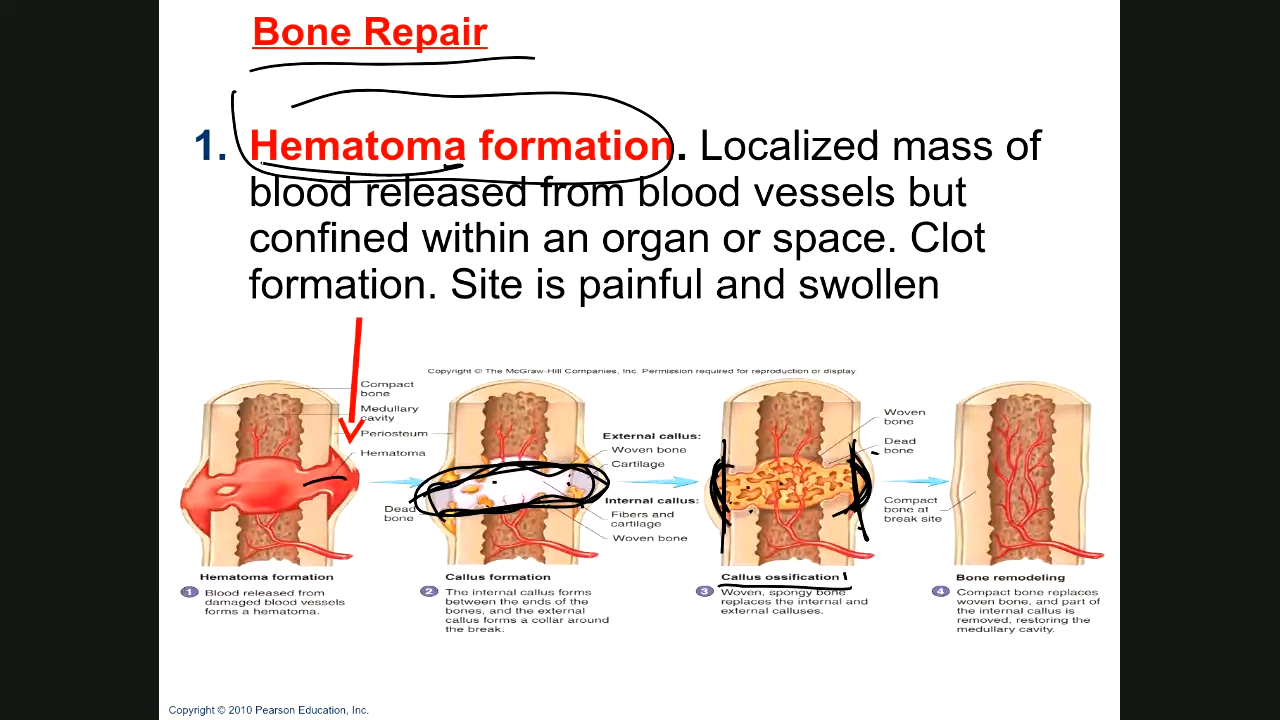 Bone Repair
1. Hematoma formation. Localized mass of
blood released from blood vessels but
confined within an organ or space. Clot
formation. Site is painful and swollen
Copyright © The McGraw-Hill Companies, Inc. Permission required for reproduction or display
Compact
bone
Medullary
cavity
Periosteum
Hematoma
Dead
bone
External callus:
Woven bone
Cartilage
Internal callus:
Fibers and
cartilage
Woven bone
Woven
bone
Dead
bone
Compact
bone at
break site
Hematoma formation
1 Blood released from
damaged blood vessels
forms a hematoma.
Callus formation
2 The internal callus forms
between the ends of the
bones, and the external
callus forms a collar around
the break.
Callus ossification
3 Woven, spongy bone
replaces the internal and
external calluses.
Bone remodeling
4 Compact bone replaces
woven bone, and part of
the internal callus is
removed, restoring the
medullary cavity.
Copyright © 2010 Pearson Education, Inc.